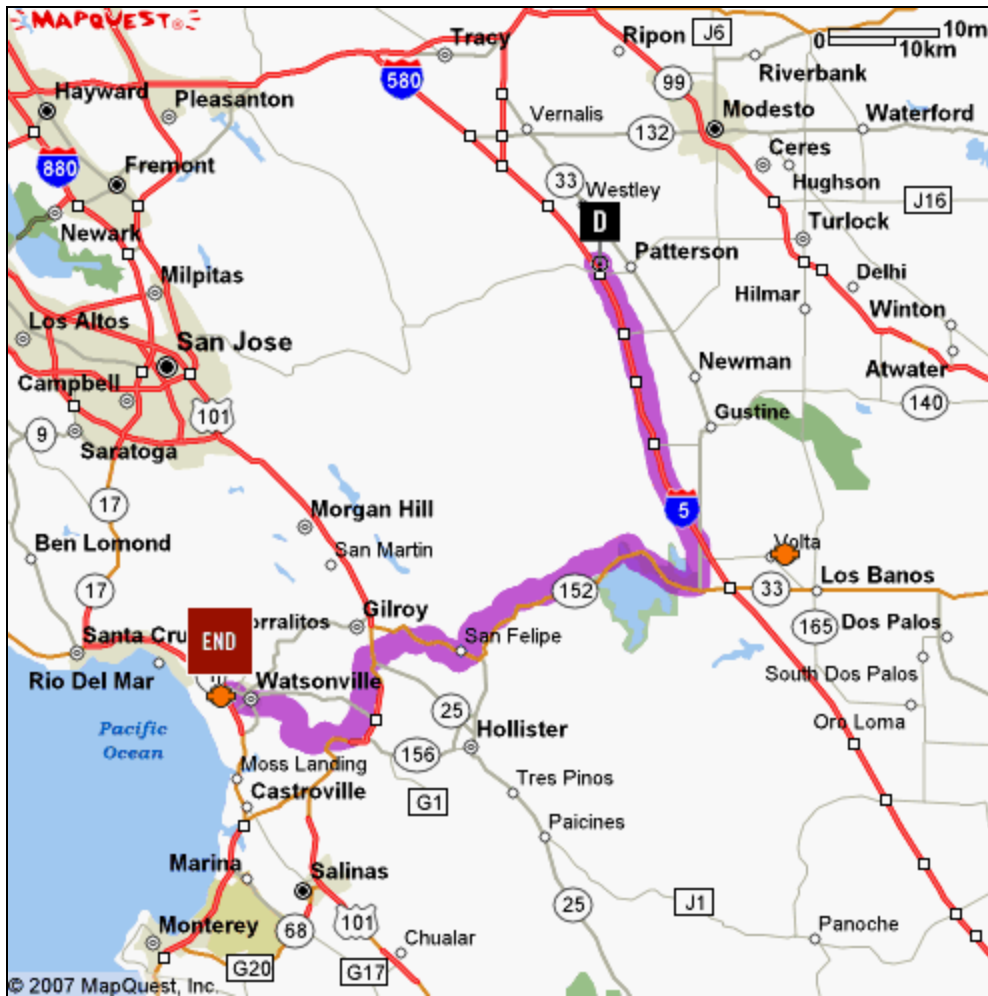 MAPQUEST
Tracy
Ripon
J6
0
10m
10km
580
Riverbank
Hayward
Pleasanton
99
Modesto
Waterford
Vernalis
132
880
Fremont
Ceres
Hughson
33
Westley
J16
Newark
D
Turlock
Patterson
Milpitas
Delhi
Hilmar
Winton
Los Altos
San Jose
Newman
Atwater
Campbell
101
Gustine
140
9
Saratoga
17
5
Morgan Hill
Ben Lomond
San Martin
Volta
17
152
33
Los Banos
Gilroy
END
orralitos
Santa Cru
San Felipe
165
Dos Palos
Rio Del Mar
Watsonville
South Dos Palos
25
Oro Loma
Pacific
Ocean
Hollister
156
Moss Landing
Tres Pinos
Castroville
G1
Paicines
Marina
Salinas
J1
25
Monterey
101
68
Panoche
Chualar
G20
G17
© 2007 MapQuest, Inc.